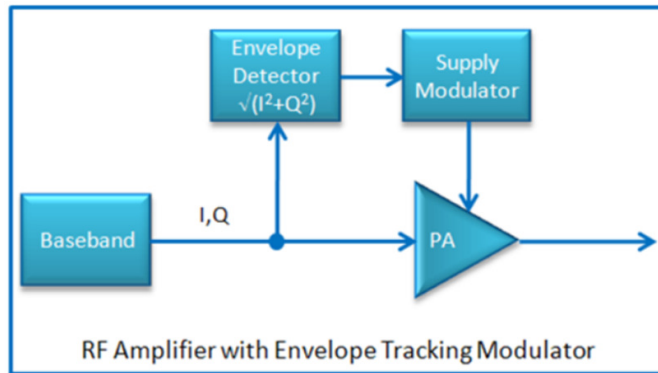 Envelope
Detector
√(I²+Q²)
Supply
Modulator
Baseband
I,Q
PA
RF Amplifier with Envelope Tracking Modulator